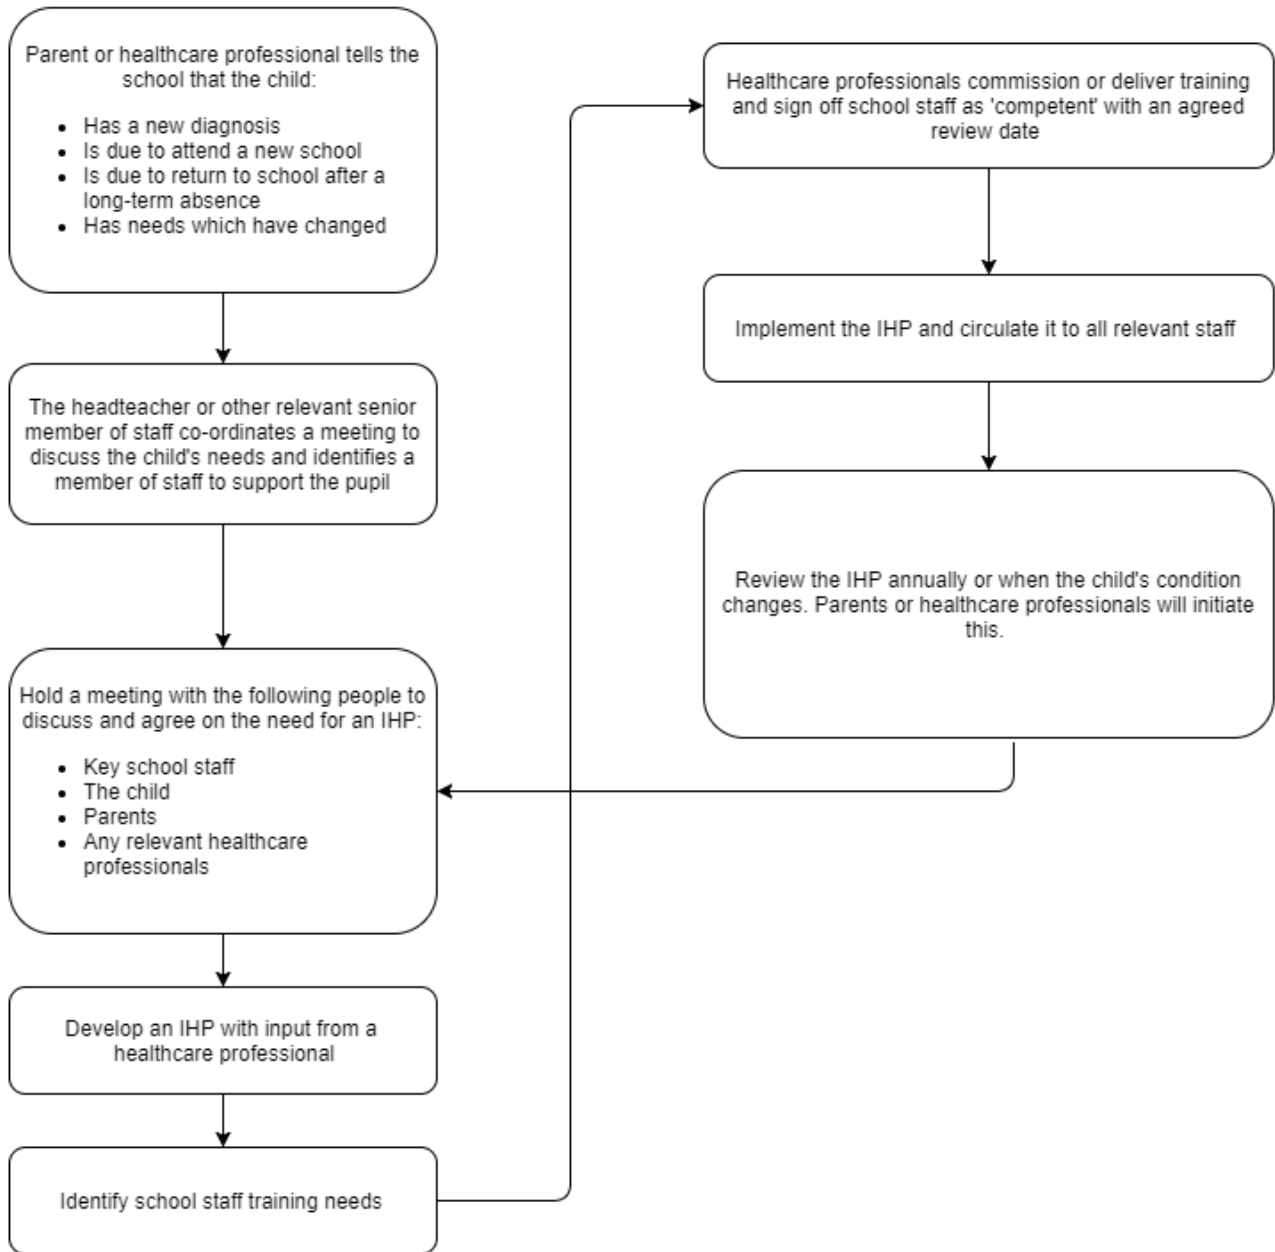 Parent or healthcare professional tells the
school that the child:
• Has a new diagnosis
• Is due to attend a new school
• Is due to return to school after a
long-term absence
• Has needs which have changed
The headteacher or other relevant senior
member of staff co-ordinates a meeting to
discuss the child's needs and identifies a
member of staff to support the pupil
Hold a meeting with the following people to
discuss and agree on the need for an IHP:
• Key school staff
• The child
• Parents
• Any relevant healthcare
professionals
Develop an IHP with input from a
healthcare professional
Identify school staff training needs
Healthcare professionals commission or deliver training
and sign off school staff as 'competent' with an agreed
review date
Implement the IHP and circulate it to all relevant staff
Review the IHP annually or when the child's condition
changes. Parents or healthcare professionals will initiate
this.